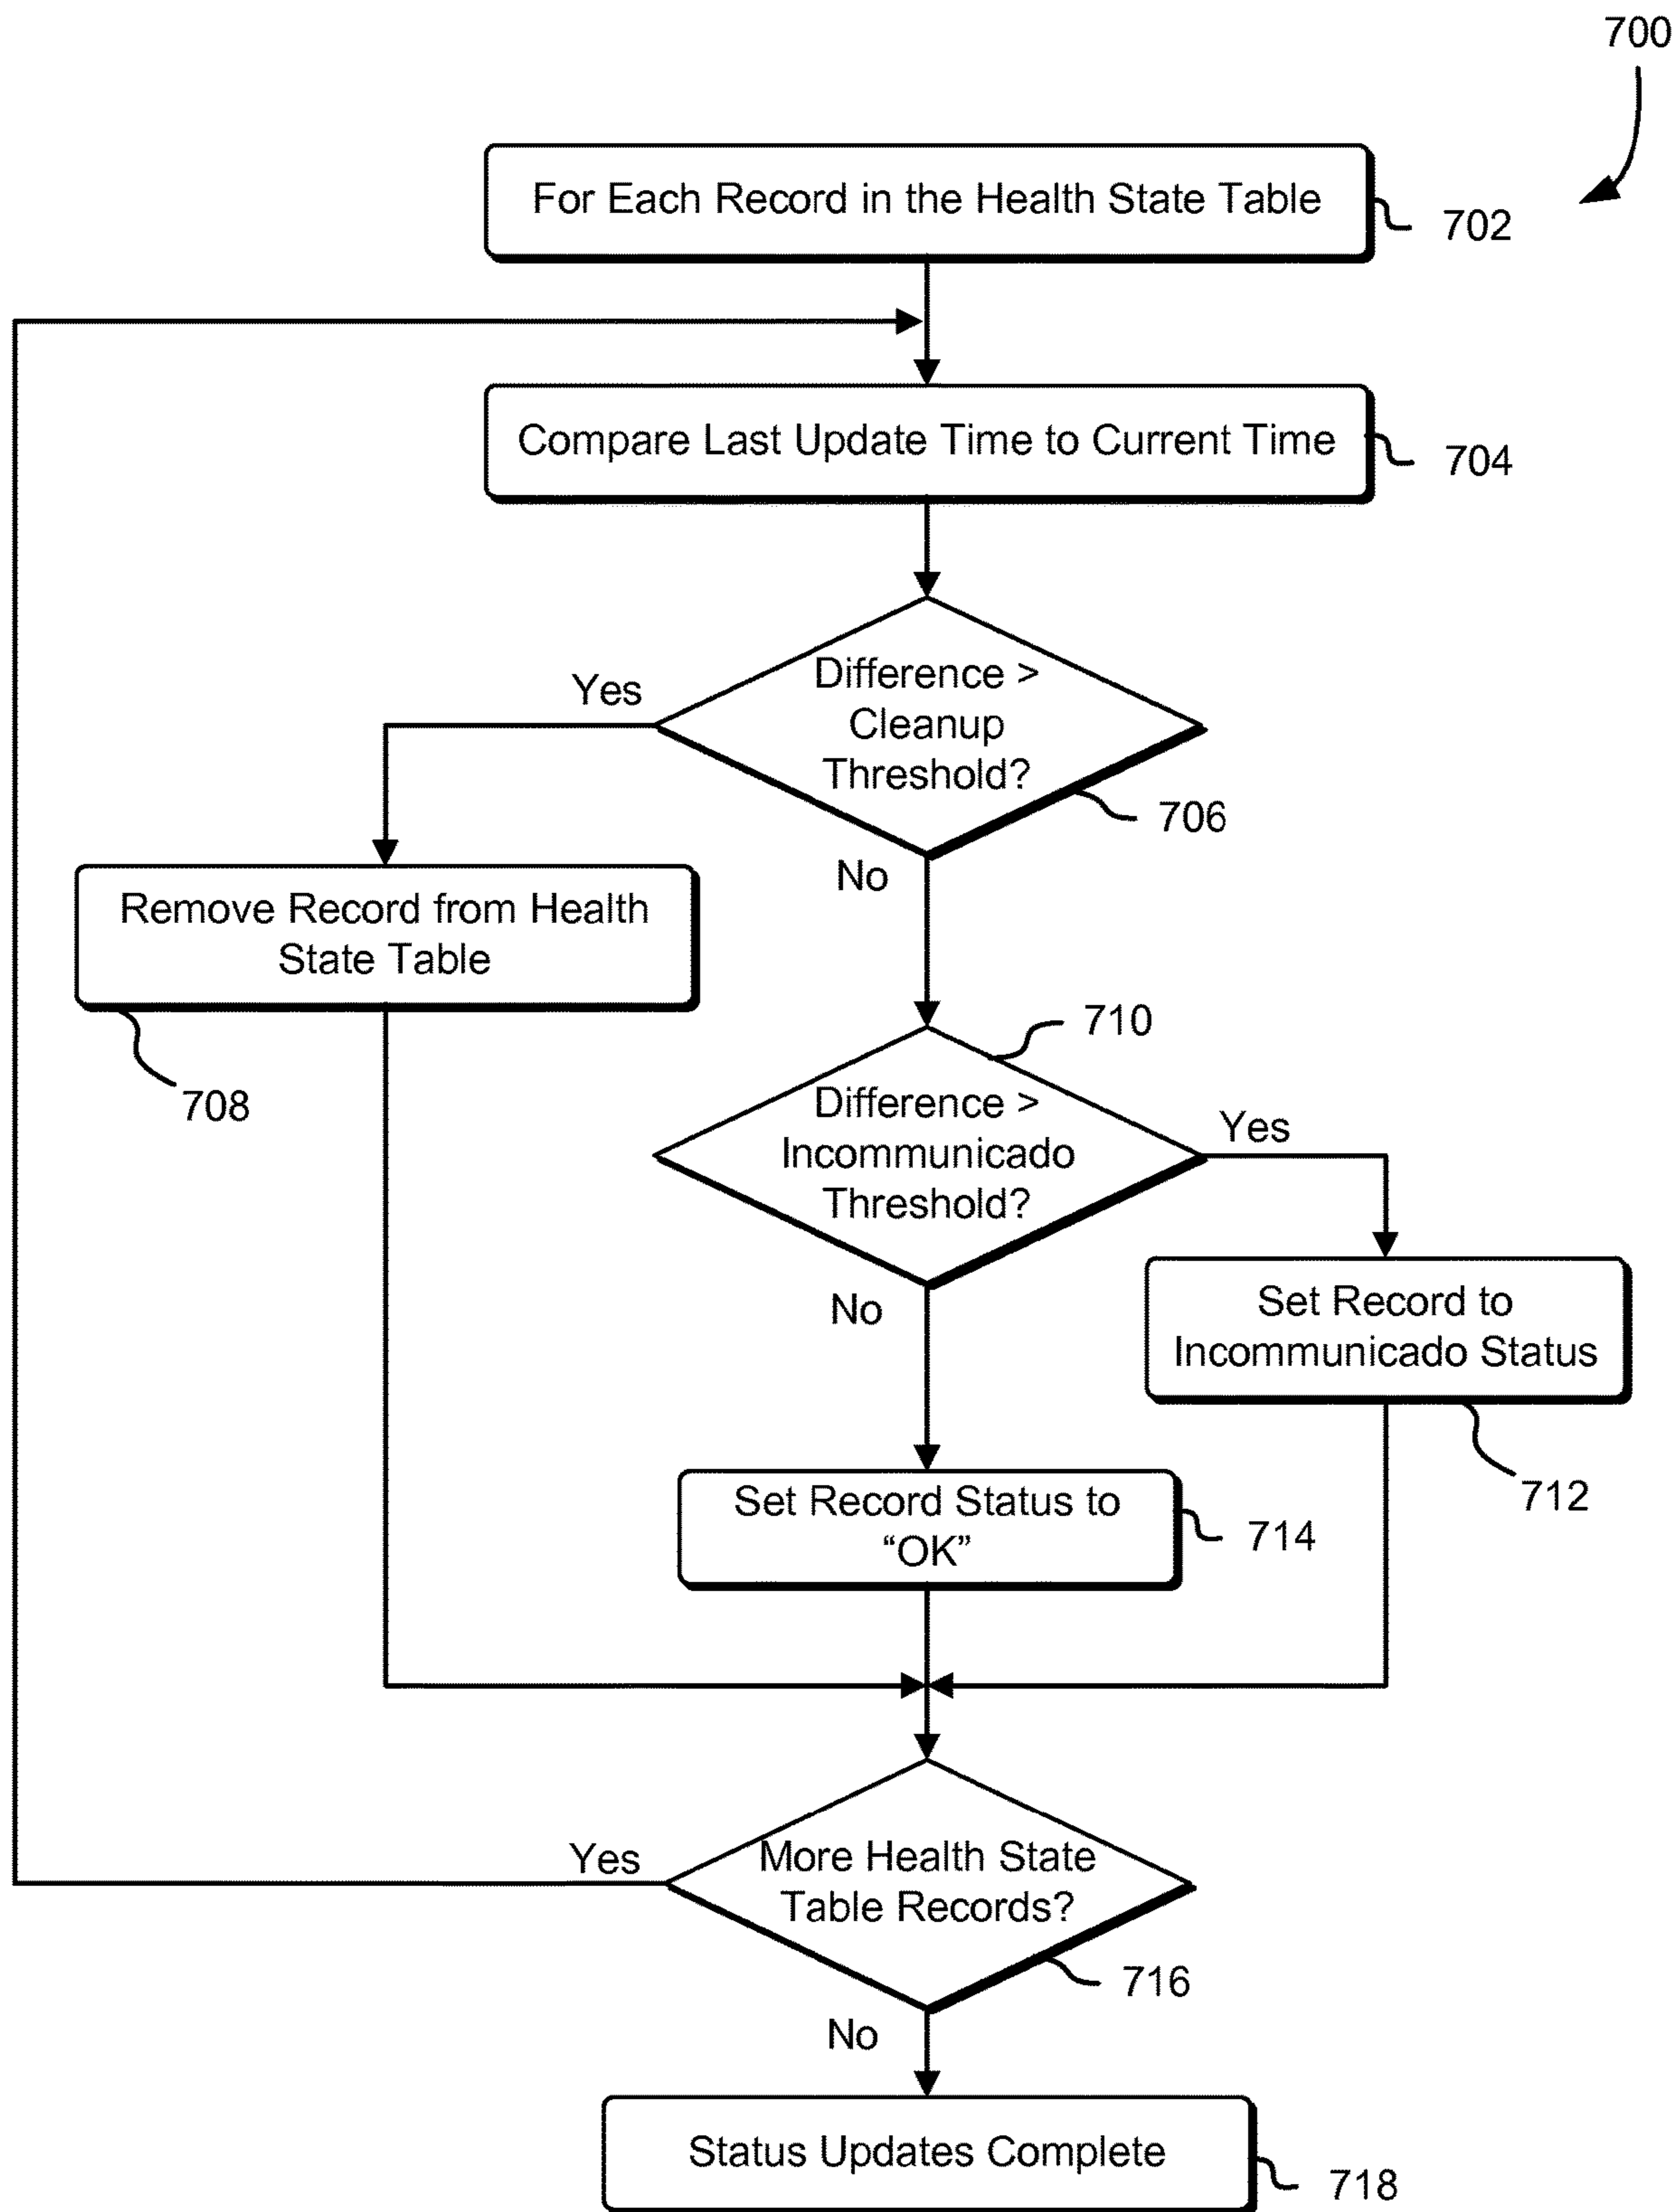 700
For Each Record in the Health State Table
702
Compare Last Update Time to Current Time
704
Difference >
Cleanup
Threshold?
Yes
706
No
Remove Record from Health
State Table
708
710
Difference >
Incommunicado
Threshold?
Yes
No
Set Record to
Incommunicado Status
712
Set Record Status to
“OK”
714
More Health State
Table Records?
Yes
716
No
Status Updates Complete
718